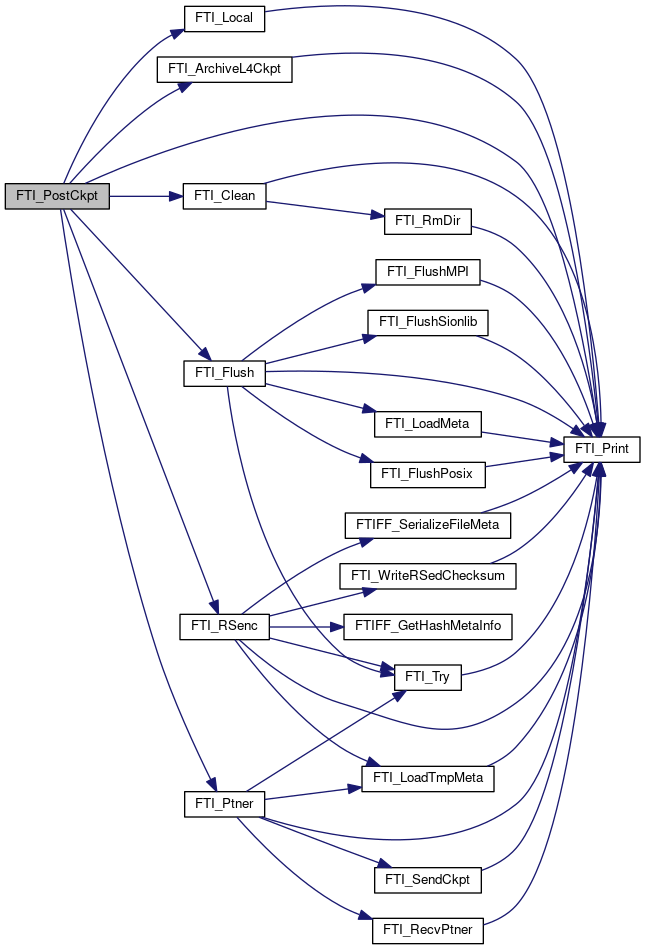 FTI_Local
FTI_ArchiveL4Ckpt
FTI_PostCkpt
FTI_Clean
FTI_RmDir
FTI_FlushMPI
FTI_FlushSionlib
FTI_Flush
FTI_LoadMeta
FTI_Print
FTI_FlushPosix
FTIFF_SerializeFileMeta
FTI_WriteRSedChecksum
FTI_RSenc
FTIFF_GetHashMetaInfo
FTI_Try
FTI_LoadTmpMeta
FTI_Ptner
FTI_SendCkpt
FTI_RecvPtner